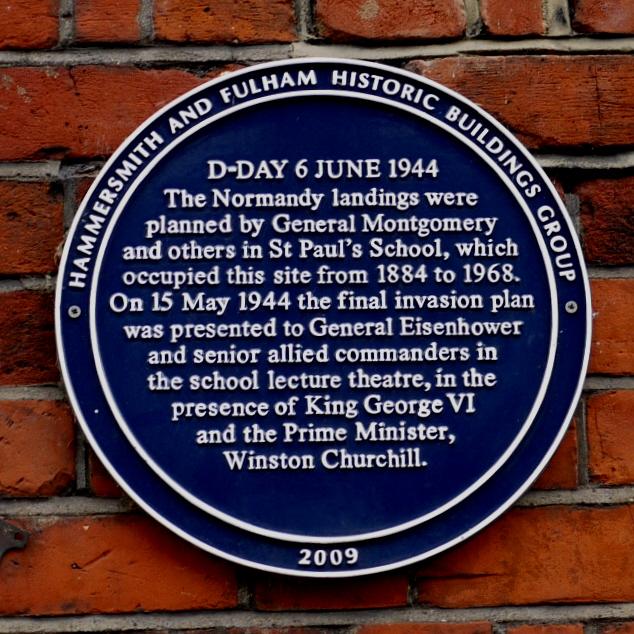 HAMMERSMITH AND FULHAM HISTORIC BUILDINGS GROUP
D-DAY 6 JUNE 1944
The Normandy landings were
planned by General Montgomery
and others in St Paul's School, which
occupied this site from 1884 to 1968.
On 15 May 1944 the final invasion plan
was presented to General Eisenhower
and senior allied commanders in
the school lecture theatre, in the
presence of King George VI
and the Prime Minister,
Winston Churchill.
2009